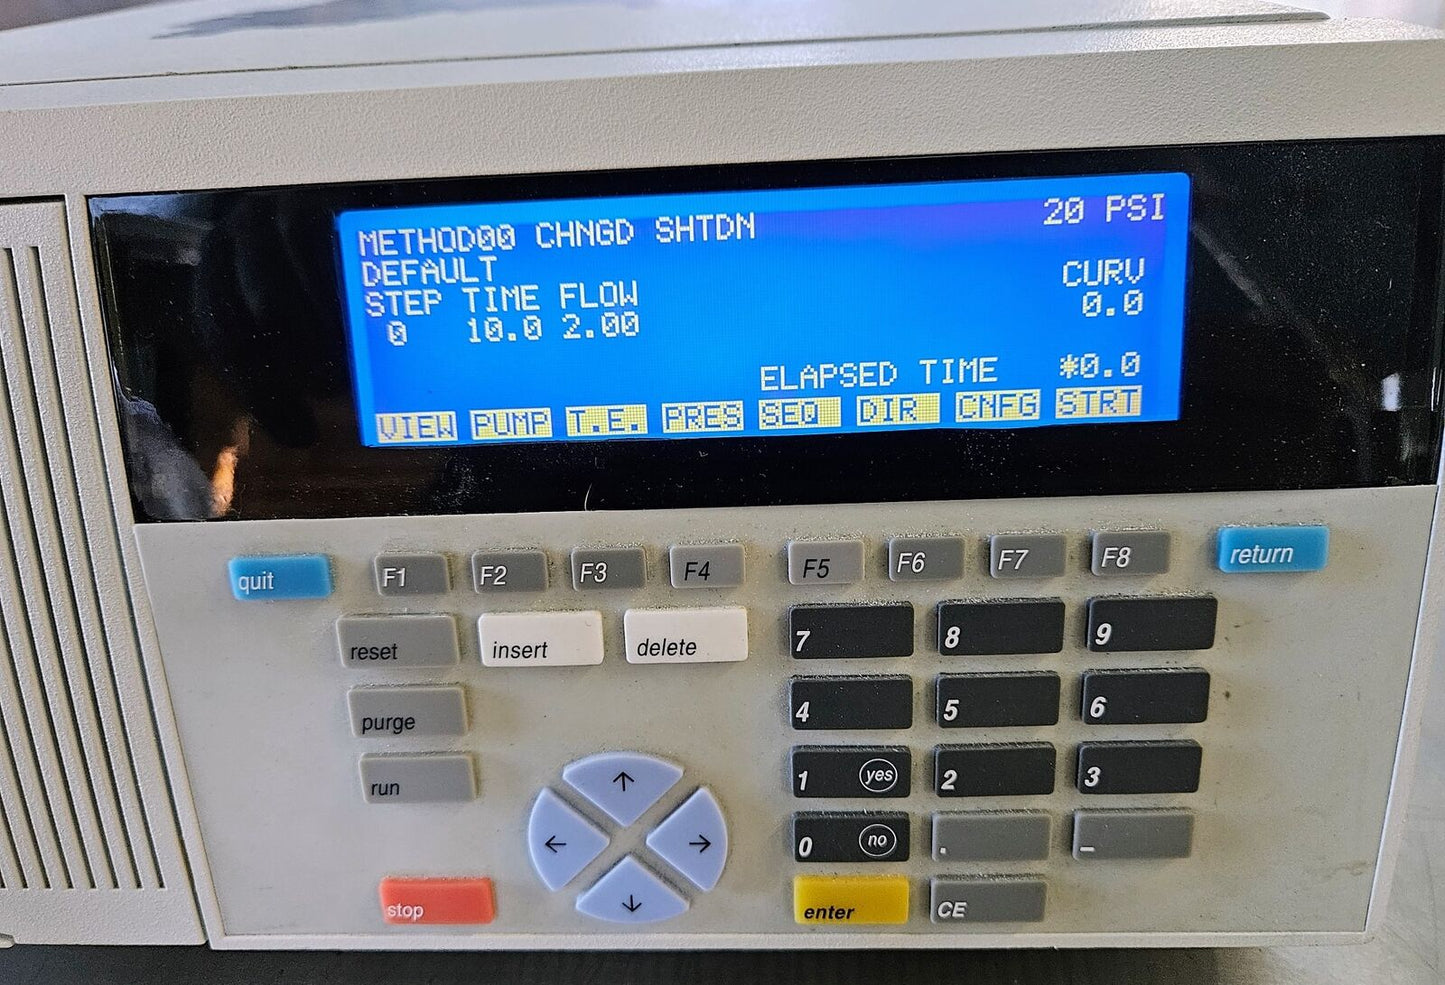 METHOD00 CHNGD SHTDN 20 PSI
DEFAULT
STEP TIME FLOW CURV
0 10.0 2.00 0.0
ELAPSED TIME *0.0
VIEW PUMP T.E. PRES SEQ DIR CNFG STRT
quit F1 F2 F3 F4 F5 F6 F7 F8 return
reset insert delete 7 8 9
purge 4 5 6
run 1 yes 2 3
← ↑ → ↓
0 no . –
stop enter CE